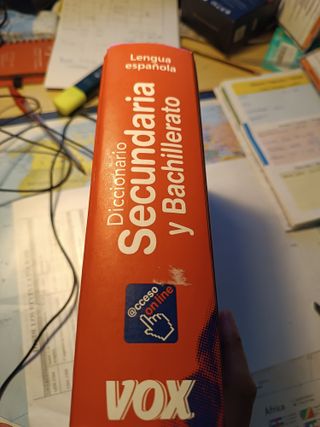 Lengua
española
Diccionario
Secundaria
y Bachillerato
@cceso
online
VOX